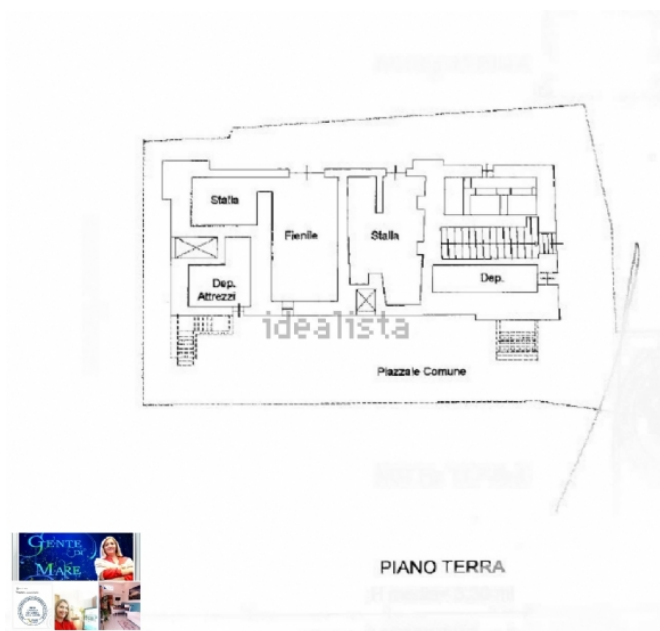 Stalla
Fienile
Stalla
Dep.
Attrezzi
Dep.
idealista
Piazzale Comune
PIANO TERRA
GENTE
DI
MARE